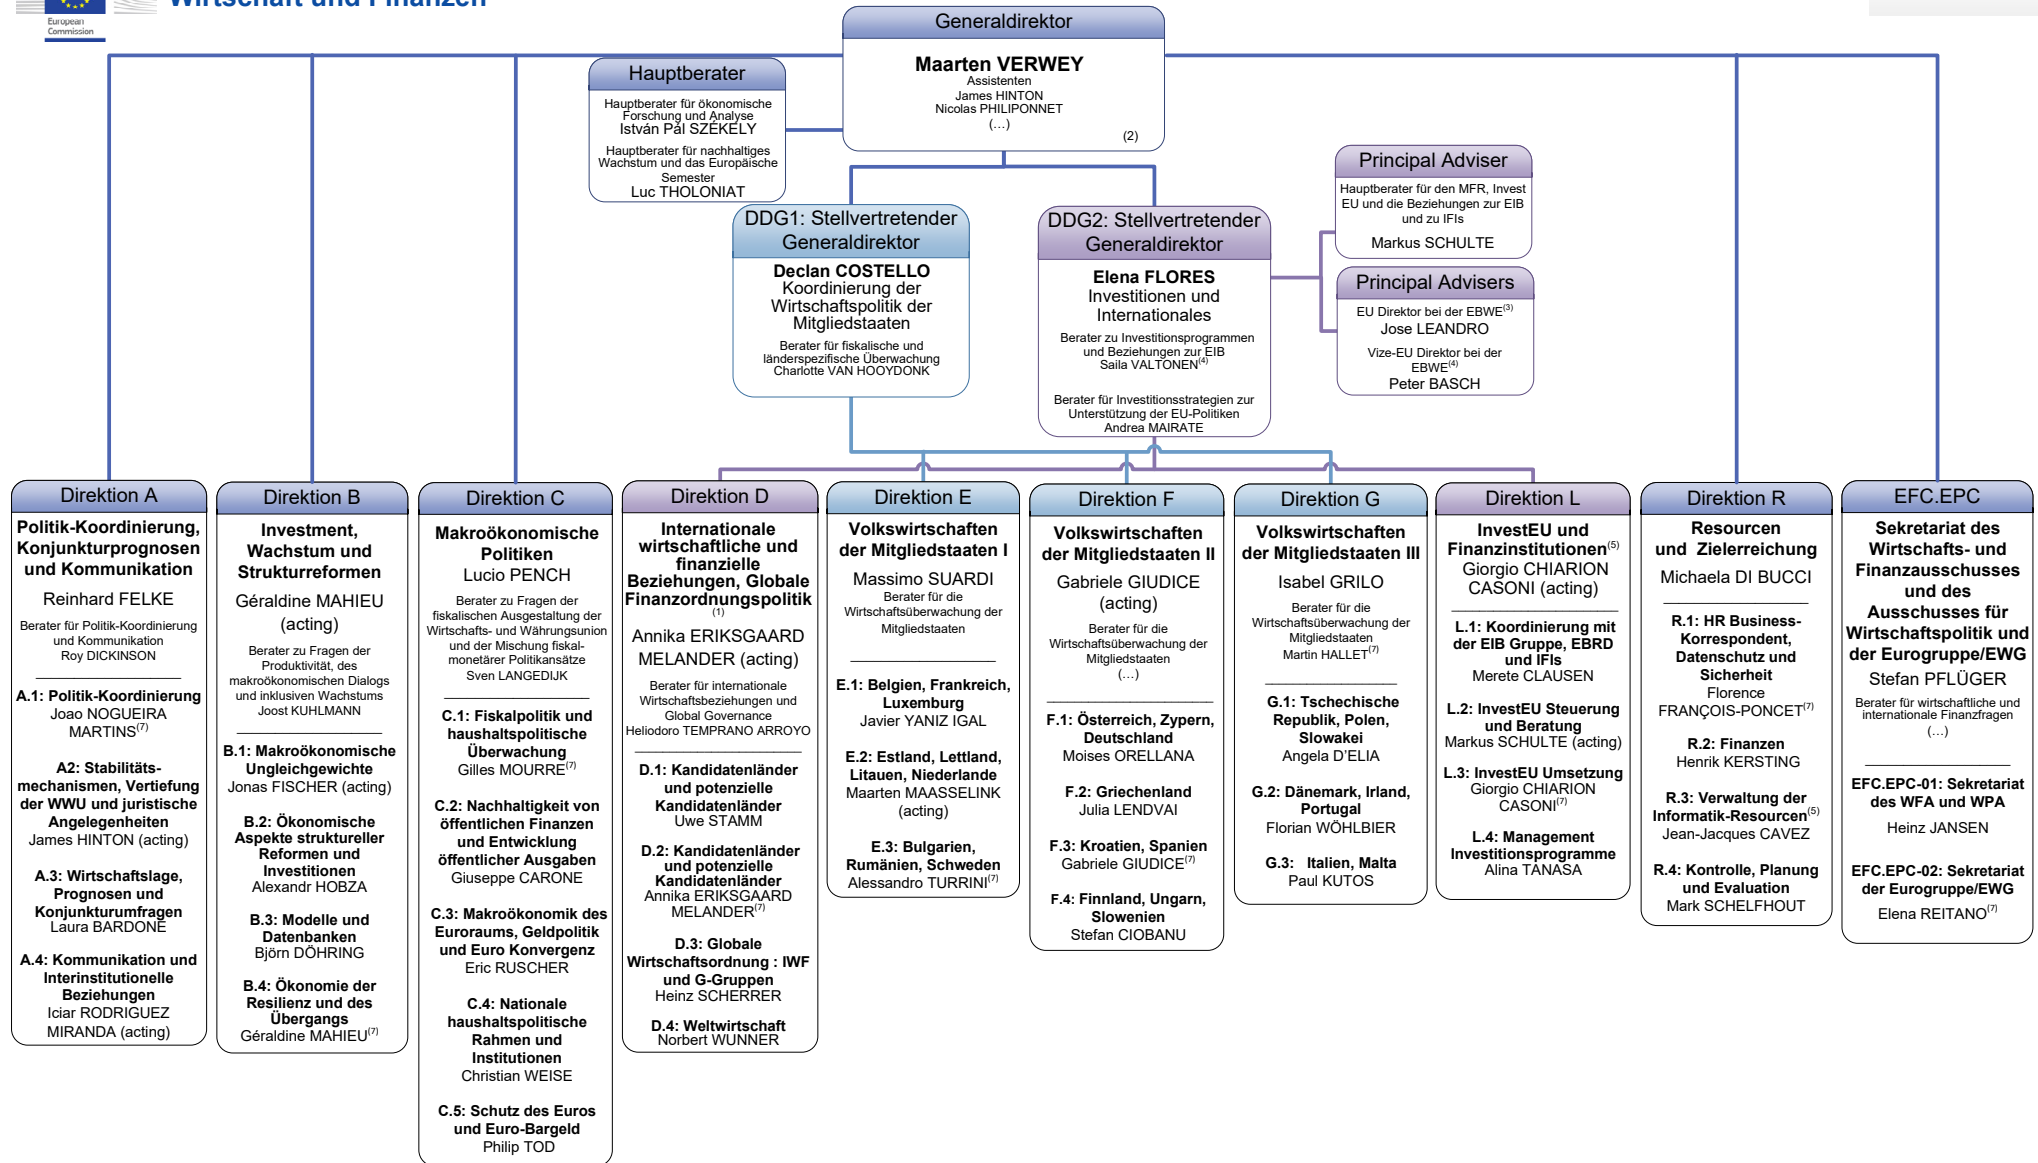 European
Commission
Wirtschaft und Finanzen
Generaldirektor
Maarten VERWEY
Assistenten
James HINTON
Nicolas PHILIPONNET
(…)
(2)
Hauptberater
Hauptberater für ökonomische
Forschung und Analyse
István Pál SZÉKELY
Hauptberater für nachhaltiges
Wachstum und das Europäische
Semester
Luc THOLONIAT
DDG1: Stellvertretender
Generaldirektor
Declan COSTELLO
Koordinierung der
Wirtschaftspolitik der
Mitgliedstaaten
Berater für fiskalische und
länderspezifische Überwachung
Charlotte VAN HOOYDONK
DDG2: Stellvertretender
Generaldirektor
Elena FLORES
Investitionen und
Internationales
Berater zu Investitionsprogrammen
und Beziehungen zur EIB
Saila VALTONEN(4)
Berater für Investitionsstrategien zur
Unterstützung der EU-Politiken
Andrea MAIRATE
Principal Adviser
Hauptberater für den MFR, Invest
EU und die Beziehungen zur EIB
und zu IFIs
Markus SCHULTE
Principal Advisers
EU Direktor bei der EBWE(3)
Jose LEANDRO
Vize-EU Direktor bei der
EBWE(4)
Peter BASCH
Direktion A
Politik-Koordinierung,
Konjunkturprognosen
und Kommunikation
Reinhard FELKE
Berater für Politik-Koordinierung
und Kommunikation
Roy DICKINSON
A.1: Politik-Koordinierung
Joao NOGUEIRA
MARTINS(7)
A2: Stabilitäts-
mechanismen, Vertiefung
der WWU und juristische
Angelegenheiten
James HINTON (acting)
A.3: Wirtschaftslage,
Prognosen und
Konjunkturumfragen
Laura BARDONE
A.4: Kommunikation und
Interinstitutionelle
Beziehungen
Iciar RODRIGUEZ
MIRANDA (acting)
Direktion B
Investment,
Wachstum und
Strukturreformen
Géraldine MAHIEU
(acting)
Berater zu Fragen der
Produktivität, des
makroökonomischen Dialogs
und inklusiven Wachstums
Joost KUHLMANN
B.1: Makroökonomische
Ungleichgewichte
Jonas FISCHER (acting)
B.2: Ökonomische
Aspekte struktureller
Reformen und
Investitionen
Alexandr HOBZA
B.3: Modelle und
Datenbanken
Björn DÖHRING
B.4: Ökonomie der
Resilienz und des
Übergangs
Géraldine MAHIEU(7)
Direktion C
Makroökonomische
Politiken
Lucio PENCH
Berater zu Fragen der
fiskalischen Ausgestaltung der
Wirtschafts- und Währungsunion
und der Mischung fiskal-
monetärer Politikansätze
Sven LANGEDIJK
C.1: Fiskalpolitik und
haushaltspolitische
Überwachung
Gilles MOURRE(7)
C.2: Nachhaltigkeit von
öffentlichen Finanzen
und Entwicklung
öffentlicher Ausgaben
Giuseppe CARONE
C.3: Makroökonomik des
Euroraums, Geldpolitik
und Euro Konvergenz
Eric RUSCHER
C.4: Nationale
haushaltspolitische
Rahmen und
Institutionen
Christian WEISE
C.5: Schutz des Euros
und Euro-Bargeld
Philip TOD
Direktion D
Internationale
wirtschaftliche und
finanzielle
Beziehungen, Globale
Finanzordnungspolitik
(1)
Annika ERIKSGAARD
MELANDER (acting)
Berater für internationale
Wirtschaftsbeziehungen und
Global Governance
Heliodoro TEMPRANO ARROYO
D.1: Kandidatenländer
und potenzielle
Kandidatenländer
Uwe STAMM
D.2: Kandidatenländer
und potenzielle
Kandidatenländer
Annika ERIKSGAARD
MELANDER(7)
D.3: Globale
Wirtschaftsordnung : IWF
und G-Gruppen
Heinz SCHERRER
D.4: Weltwirtschaft
Norbert WUNNER
Direktion E
Volkswirtschaften
der Mitgliedstaaten I
Massimo SUARDI
Berater für die
Wirtschaftsüberwachung der
Mitgliedstaaten
E.1: Belgien, Frankreich,
Luxemburg
Javier YANIZ IGAL
E.2: Estland, Lettland,
Litauen, Niederlande
Maarten MAASSELINK
(acting)
E.3: Bulgarien,
Rumänien, Schweden
Alessandro TURRINI(7)
Direktion F
Volkswirtschaften
der Mitgliedstaaten II
Gabriele GIUDICE
(acting)
Berater für die
Wirtschaftsüberwachung der
Mitgliedstaaten
(…)
F.1: Österreich, Zypern,
Deutschland
Moises ORELLANA
F.2: Griechenland
Julia LENDVAI
F.3: Kroatien, Spanien
Gabriele GIUDICE(7)
F.4: Finnland, Ungarn,
Slowenien
Stefan CIOBANU
Direktion G
Volkswirtschaften
der Mitgliedstaaten III
Isabel GRILO
Berater für die
Wirtschaftsüberwachung der
Mitgliedstaaten
Martin HALLET(7)
G.1: Tschechische
Republik, Polen,
Slowakei
Angela D'ELIA
G.2: Dänemark, Irland,
Portugal
Florian WÖHLBIER
G.3: Italien, Malta
Paul KUTOS
Direktion L
InvestEU und
Finanzinstitutionen(5)
Giorgio CHIARION
CASONI (acting)
L.1: Koordinierung mit
der EIB Gruppe, EBRD
und IFIs
Merete CLAUSEN
L.2: InvestEU Steuerung
und Beratung
Markus SCHULTE (acting)
L.3: InvestEU Umsetzung
Giorgio CHIARION
CASONI(7)
L.4: Management
Investitionsprogramme
Alina TANASA
Direktion R
Resourcen
und Zielerreichung
Michaela DI BUCCI
R.1: HR Business-
Korrespondent,
Datenschutz und
Sicherheit
Florence
FRANÇOIS-PONCET(7)
R.2: Finanzen
Henrik KERSTING
R.3: Verwaltung der
Informatik-Resourcen(5)
Jean-Jacques CAVEZ
R.4: Kontrolle, Planung
und Evaluation
Mark SCHELFHOUT
EFC.EPC
Sekretariat des
Wirtschafts- und
Finanzausschusses
und des
Ausschusses für
Wirtschaftspolitik und
der Eurogruppe/EWG
Stefan PFLÜGER
Berater für wirtschaftliche und
internationale Finanzfragen
(…)
EFC.EPC-01: Sekretariat
des WFA und WPA
Heinz JANSEN
EFC.EPC-02: Sekretariat
der Eurogruppe/EWG
Elena REITANO(7)